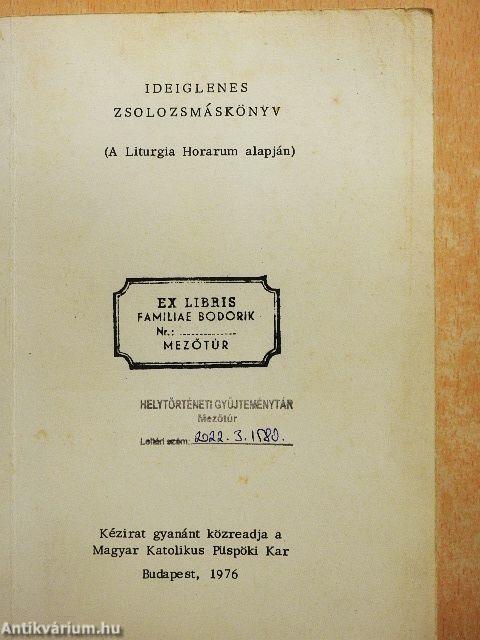 IDEIGLENES
ZSOLOZSMÁSKÖNYV
(A Liturgia Horarum alapján)
EX LIBRIS
FAMILIAE BODORIK
Nr.: ....................
MEZŐTÚR
HELYTÖRTÉNETI GYŰJTEMÉNYTÁR
Mezőtúr
Leltári szám: 2022.3.1580.
Kézirat gyanánt közreadja a
Magyar Katolikus Püspöki Kar
Budapest, 1976
Antikvárium.hu